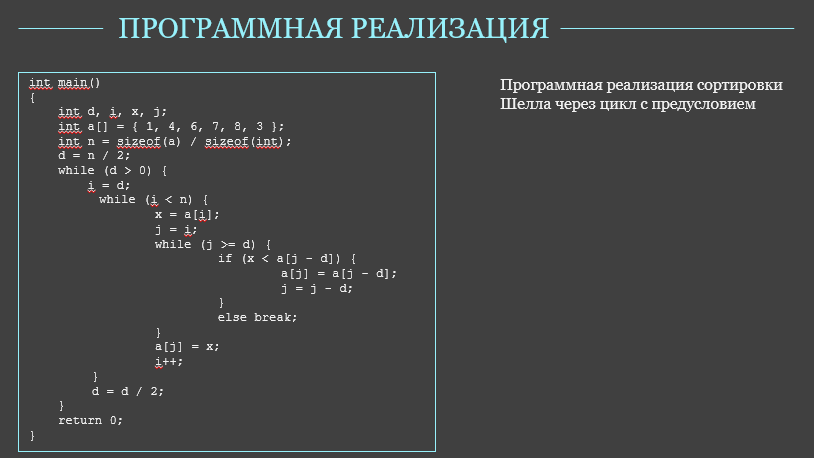 ПРОГРАММНАЯ РЕАЛИЗАЦИЯ
int main()
{
int d, i, x, j;
int a[] = { 1, 4, 6, 7, 8, 3 };
int n = sizeof(a) / sizeof(int);
d = n / 2;
while (d > 0) {
i = d;
while (i < n) {
x = a[i];
j = i;
while (j >= d) {
if (x < a[j - d]) {
a[j] = a[j - d];
j = j - d;
}
else break;
}
a[j] = x;
i++;
}
d = d / 2;
}
return 0;
}
Программная реализация сортировки
Шелла через цикл с предусловием